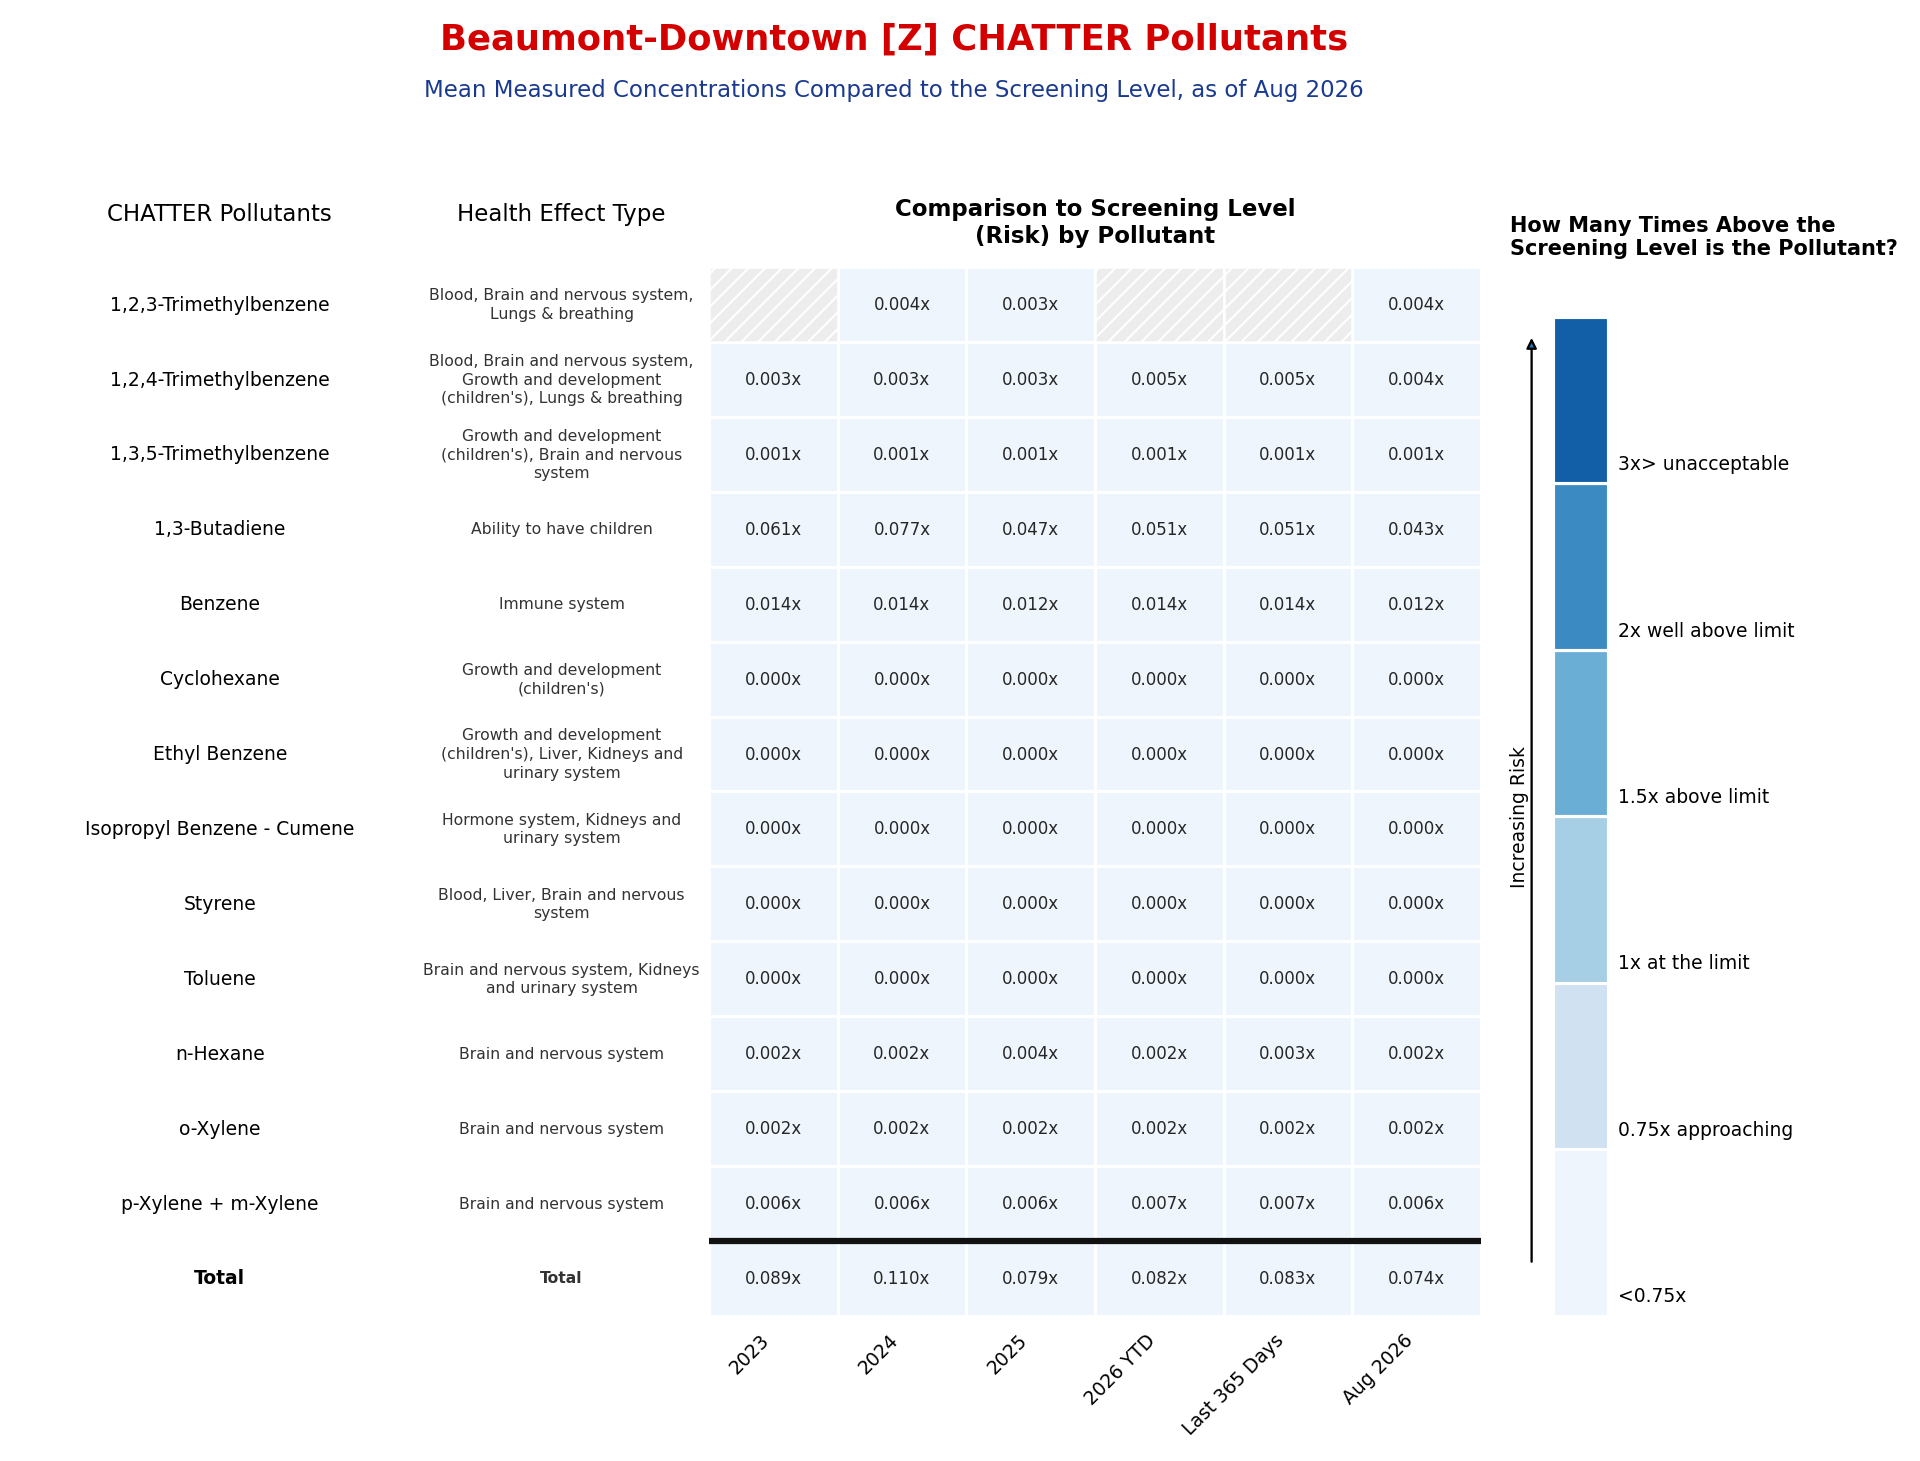 Beaumont-Downtown [Z] CHATTER Pollutants
Mean Measured Concentrations Compared to the Screening Level, as of Aug 2026
CHATTER Pollutants
Health Effect Type
Comparison to Screening Level
(Risk) by Pollutant
How Many Times Above the
Screening Level is the Pollutant?
1,2,3-Trimethylbenzene
Blood, Brain and nervous system,
Lungs & breathing
0.004x 0.003x 0.004x
1,2,4-Trimethylbenzene
Blood, Brain and nervous system,
Growth and development
(children's), Lungs & breathing
0.003x 0.003x 0.003x 0.005x 0.005x 0.004x
1,3,5-Trimethylbenzene
Growth and development
(children's), Brain and nervous
system
0.001x 0.001x 0.001x 0.001x 0.001x 0.001x
1,3-Butadiene
Ability to have children
0.061x 0.077x 0.047x 0.051x 0.051x 0.043x
Benzene
Immune system
0.014x 0.014x 0.012x 0.014x 0.014x 0.012x
Cyclohexane
Growth and development
(children's)
0.000x 0.000x 0.000x 0.000x 0.000x 0.000x
Ethyl Benzene
Growth and development
(children's), Liver, Kidneys and
urinary system
0.000x 0.000x 0.000x 0.000x 0.000x 0.000x
Isopropyl Benzene - Cumene
Hormone system, Kidneys and
urinary system
0.000x 0.000x 0.000x 0.000x 0.000x 0.000x
Styrene
Blood, Liver, Brain and nervous
system
0.000x 0.000x 0.000x 0.000x 0.000x 0.000x
Toluene
Brain and nervous system, Kidneys
and urinary system
0.000x 0.000x 0.000x 0.000x 0.000x 0.000x
n-Hexane
Brain and nervous system
0.002x 0.002x 0.004x 0.002x 0.003x 0.002x
o-Xylene
Brain and nervous system
0.002x 0.002x 0.002x 0.002x 0.002x 0.002x
p-Xylene + m-Xylene
Brain and nervous system
0.006x 0.006x 0.006x 0.007x 0.007x 0.006x
Total
Total
0.089x 0.110x 0.079x 0.082x 0.083x 0.074x
2023
2024
2025
2026 YTD
Last 365 Days
Aug 2026
Increasing Risk
3x> unacceptable
2x well above limit
1.5x above limit
1x at the limit
0.75x approaching
<0.75x